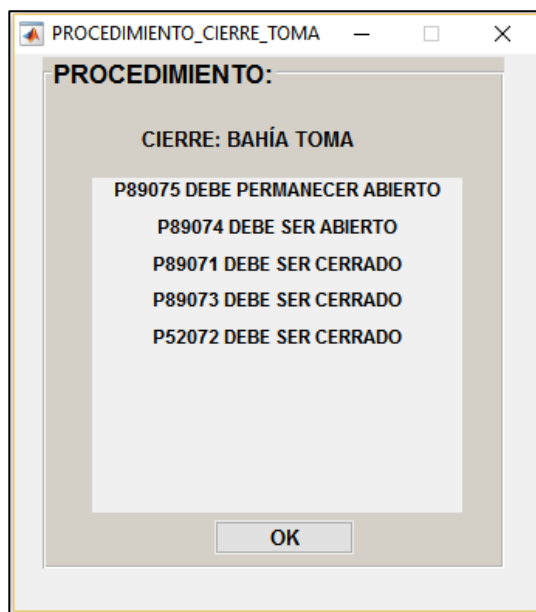 PROCEDIMIENTO_CIERRE_TOMA
PROCEDIMIENTO:
CIERRE: BAHÍA TOMA
P89075 DEBE PERMANECER ABIERTO
P89074 DEBE SER ABIERTO
P89071 DEBE SER CERRADO
P89073 DEBE SER CERRADO
P52072 DEBE SER CERRADO
OK